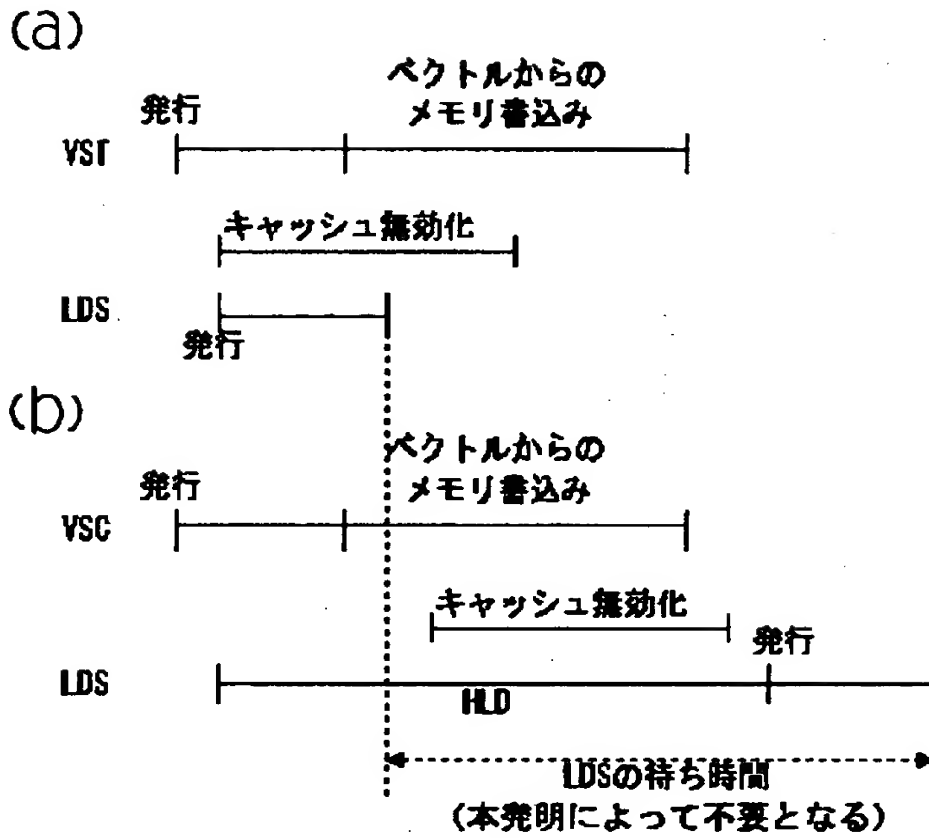 (a)
ベクトルからの
メモリ書込み
発行
VST
キャッシュ無効化
LDS
発行
(b)
ベクトルからの
メモリ書込み
発行
VSC
キャッシュ無効化
発行
LDS
HLD
LDSの待ち時間
(本発明によって不要となる)